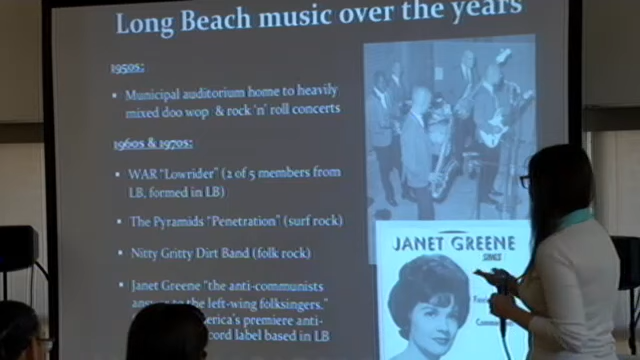 Long Beach music over the years
1950s:
• Municipal auditorium home to heavily
mixed doo wop & rock 'n' roll concerts
1960s & 1970s:
• WAR "Lowrider" (2 of 5 members from
LB, formed in LB)
• The Pyramids "Penetration" (surf rock)
• Nitty Gritty Dirt Band (folk rock)
• Janet Greene "the anti-communists
to the left-wing folksingers."
premiere anti-
label based in LB
JANET GREENE
SINGS